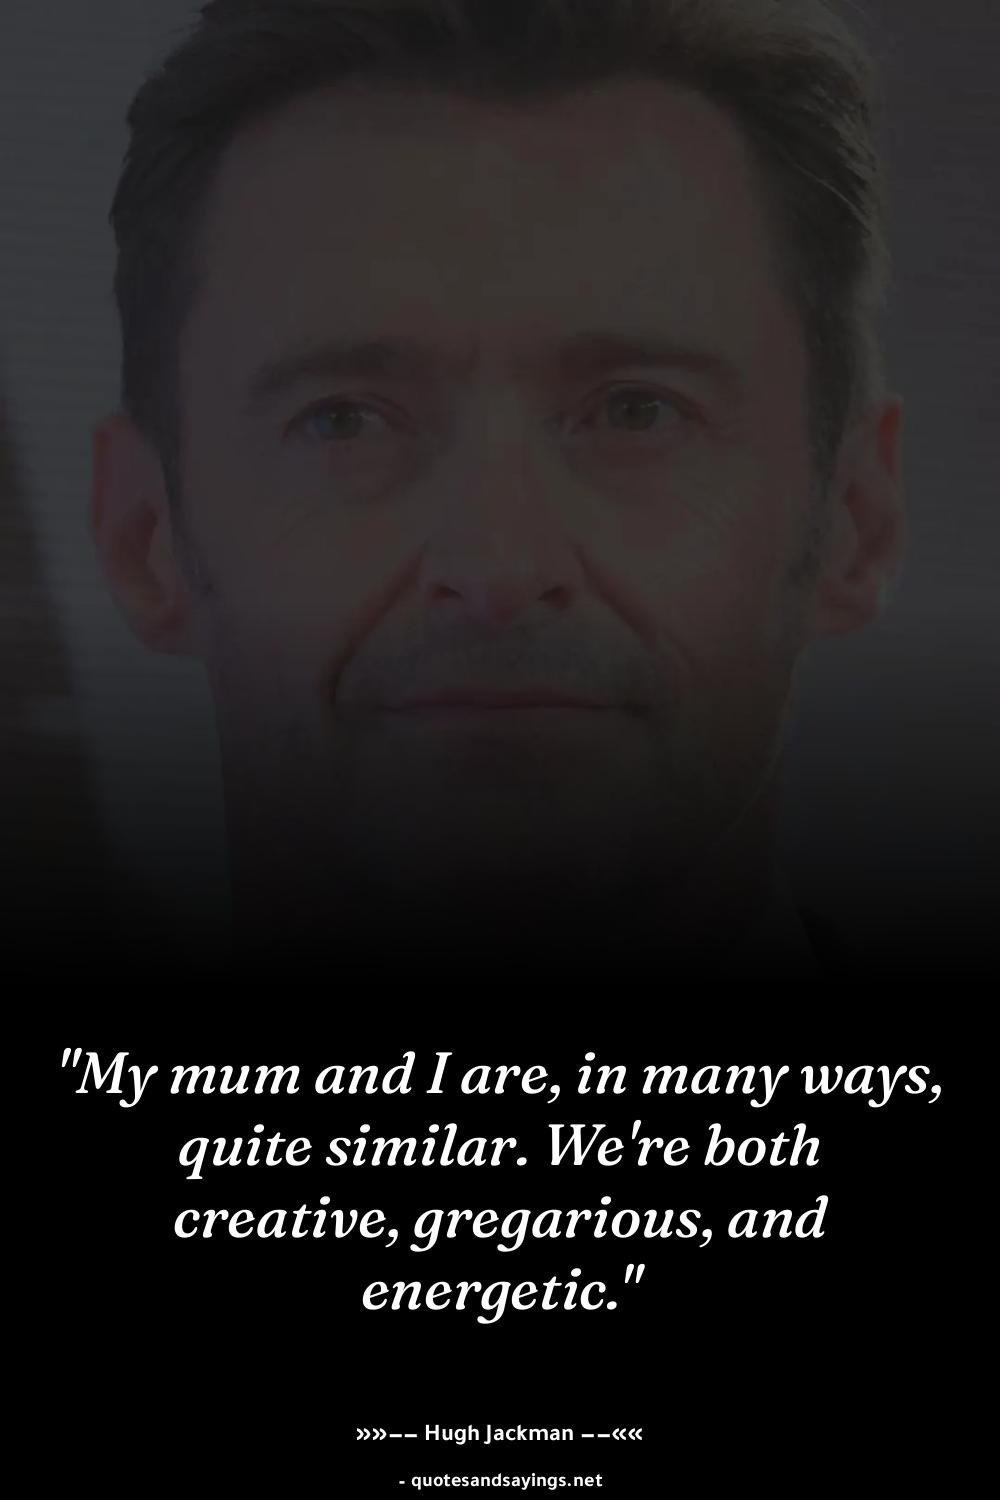 "My mum and I are, in many ways,
quite similar. We're both
creative, gregarious, and
energetic."
»»–– Hugh Jackman ––««
- quotesandsayings.net